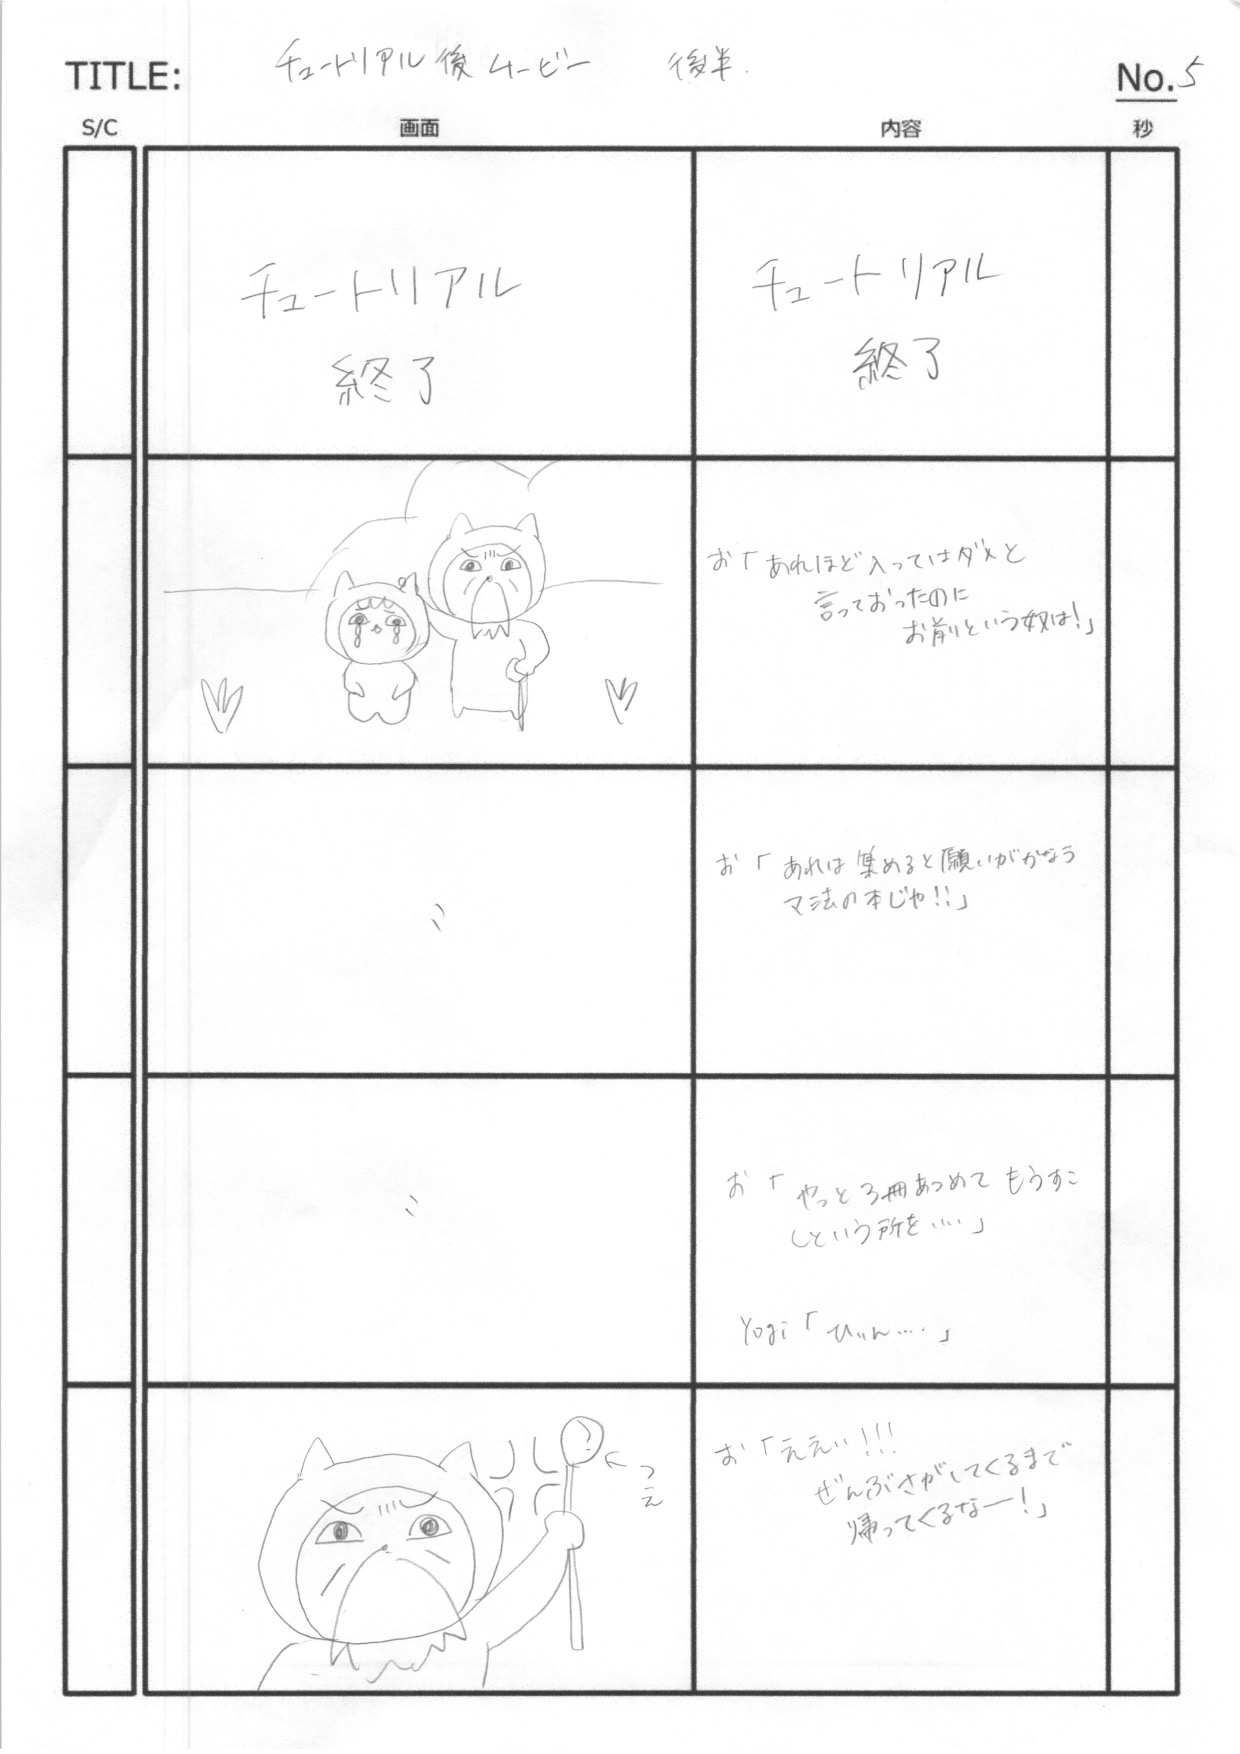 TITLE: チュートリアル後ムービー 後半. No.5
S/C 画面 内容 秒
チュートリアル
終了
チュートリアル
終了
お「あれほど入ってはダメと
言っておったのに
お前という奴は!」
お「あれは集めると願いがかなう
マ法の本じゃ!!」
お「やっと3冊あつめてもうすこ
しという所を....」
Yogi「ひぃん....」
←つ
え
お「ええい!!!
ぜんぶさがしてくるまで
帰ってくるなー!」